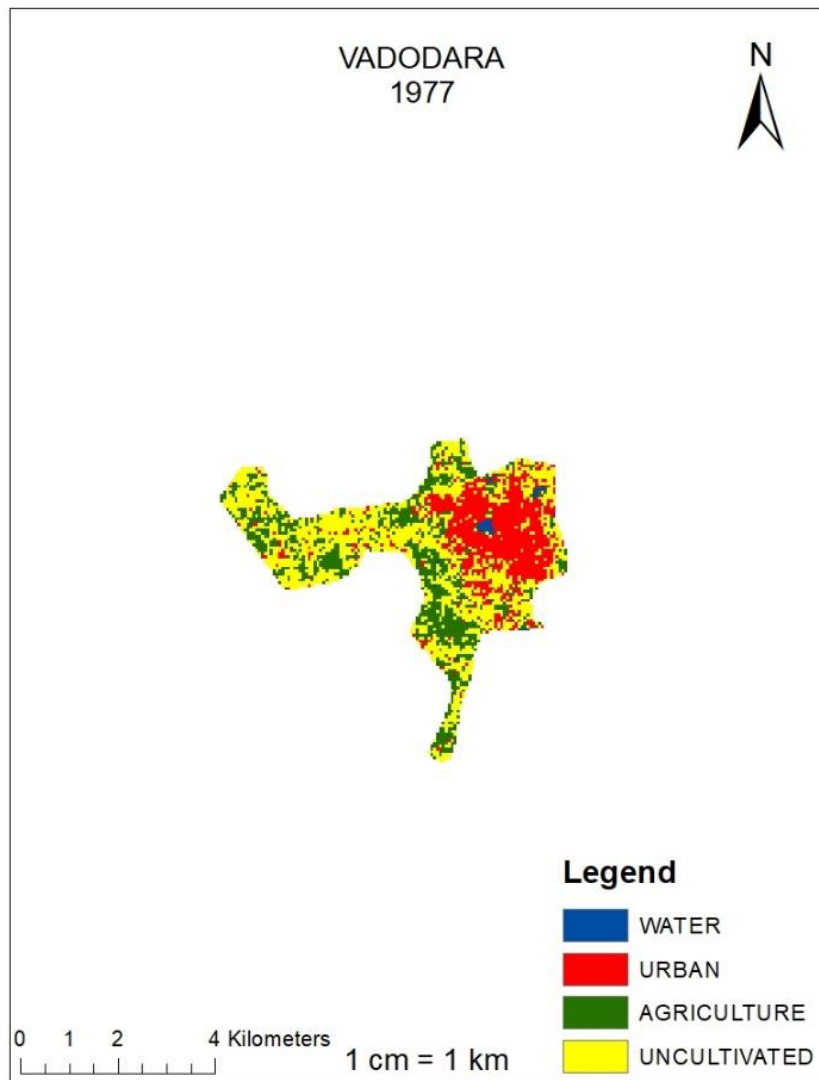 VADODARA
1977
N
Legend
WATER
URBAN
AGRICULTURE
UNCULTIVATED
0 1 2 4 Kilometers
1 cm = 1 km